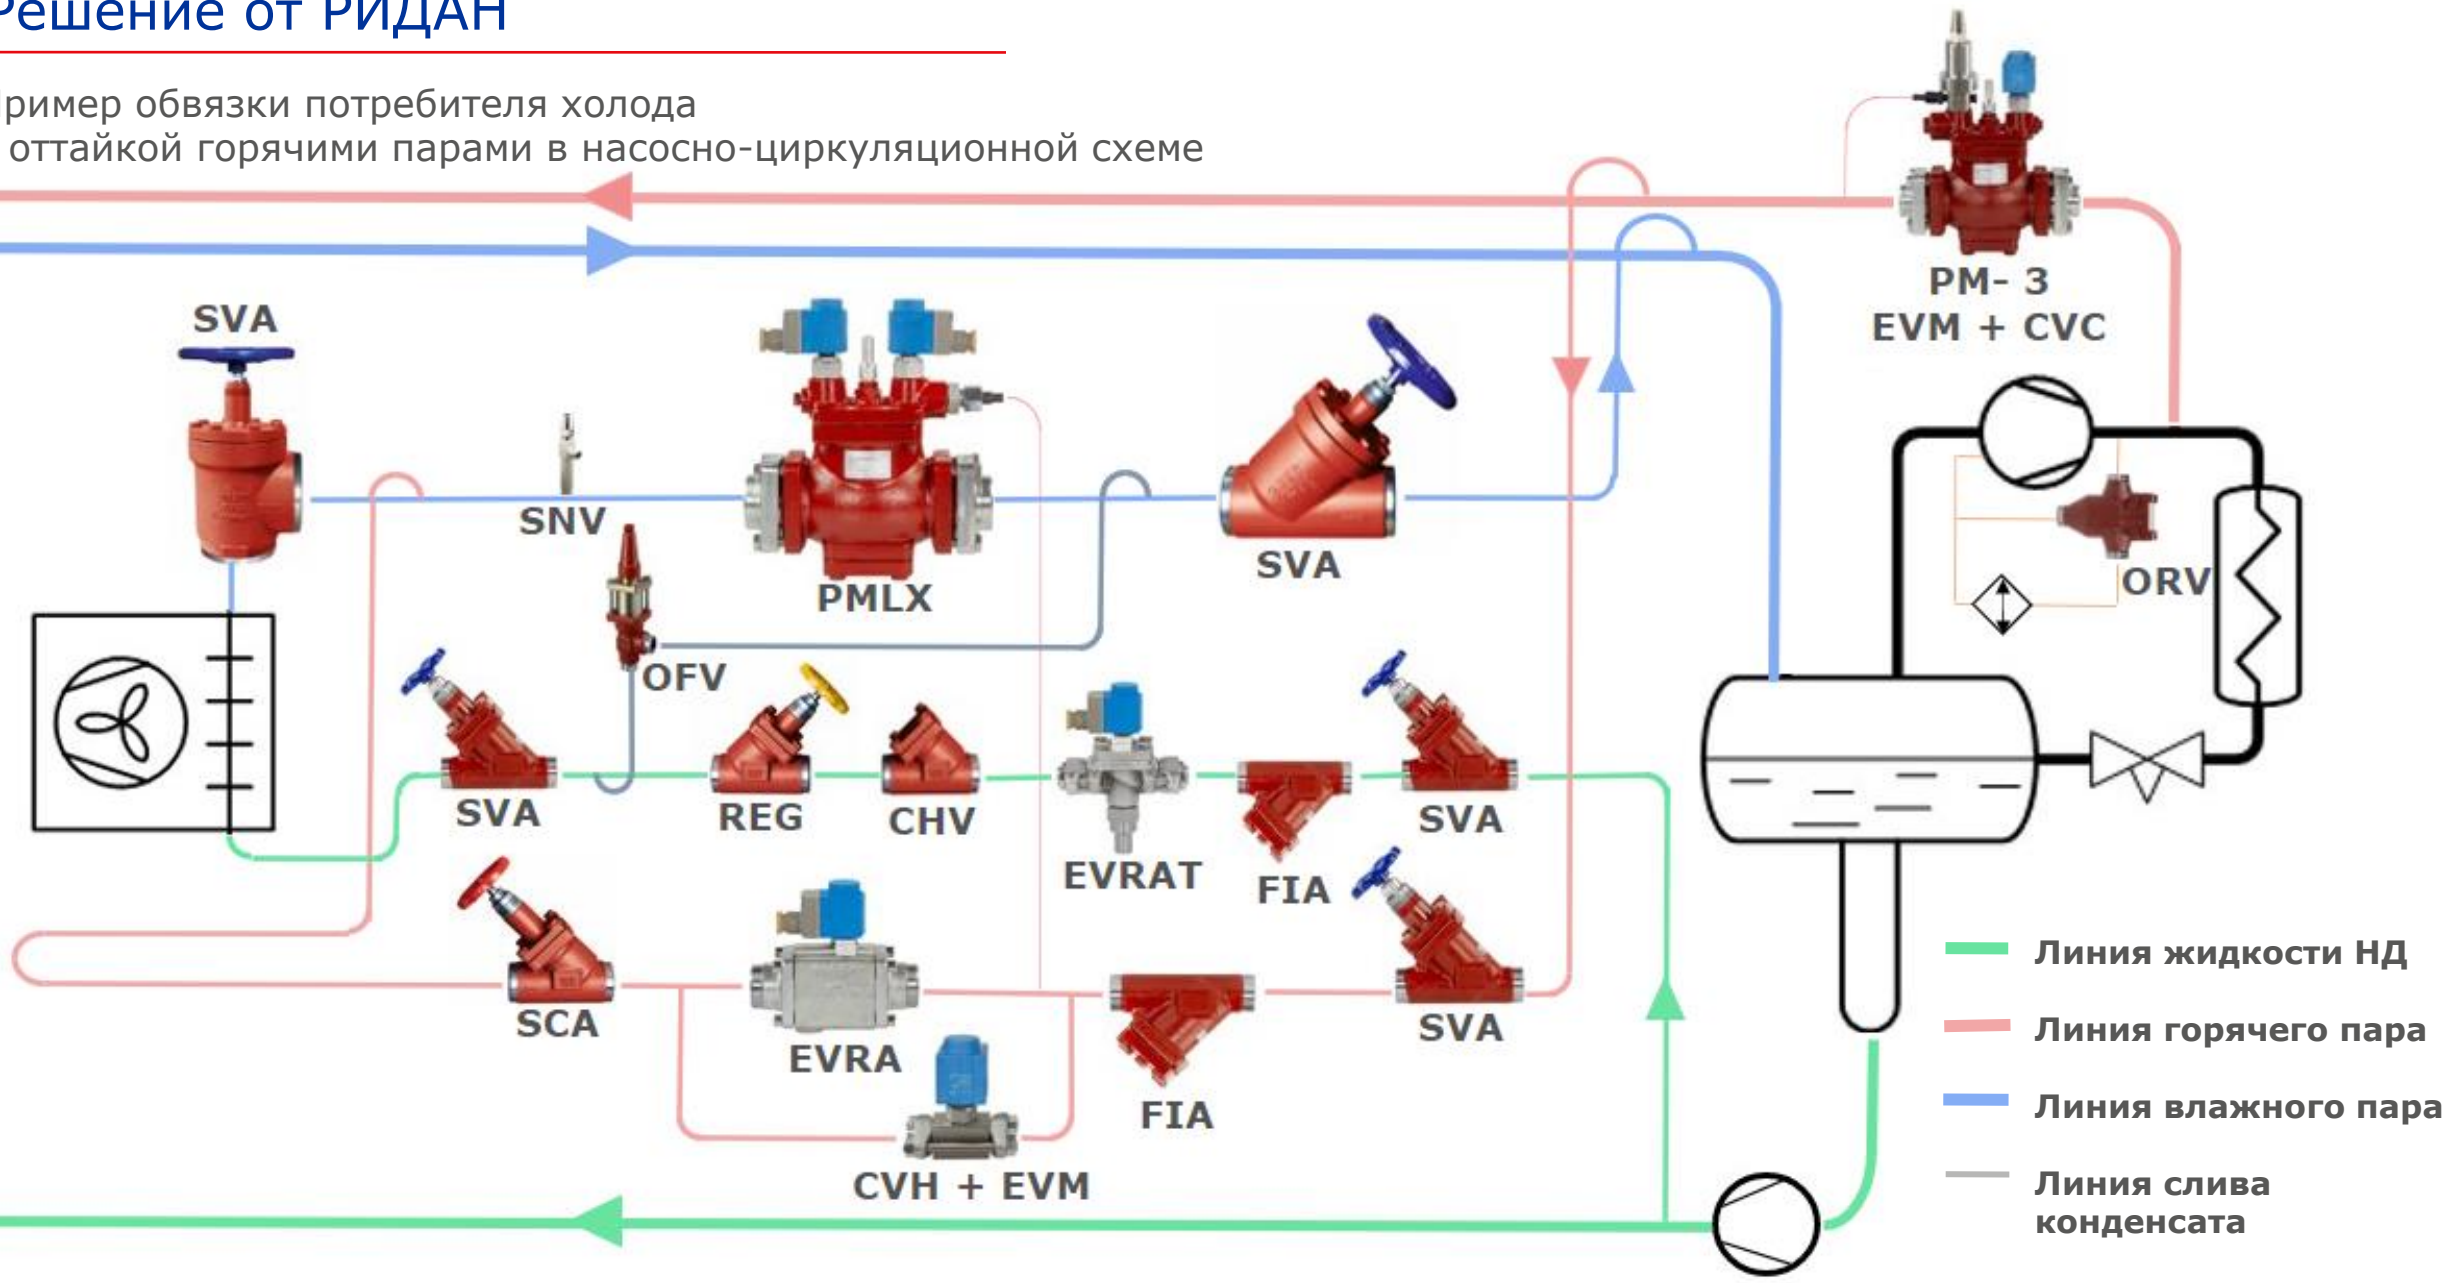 Решение от РИДАН
Пример обвязки потребителя холода
оттайкой горячими парами в насосно-циркуляционной схеме
PM- 3
EVM + CVC
SVA
SNV
PMLX
SVA
ORV
OFV
SVA
REG
CHV
EVRAT
FIA
SVA
SCA
EVRA
FIA
SVA
CVH + EVM
Линия жидкости НД
Линия горячего пара
Линия влажного пара
Линия слива
конденсата